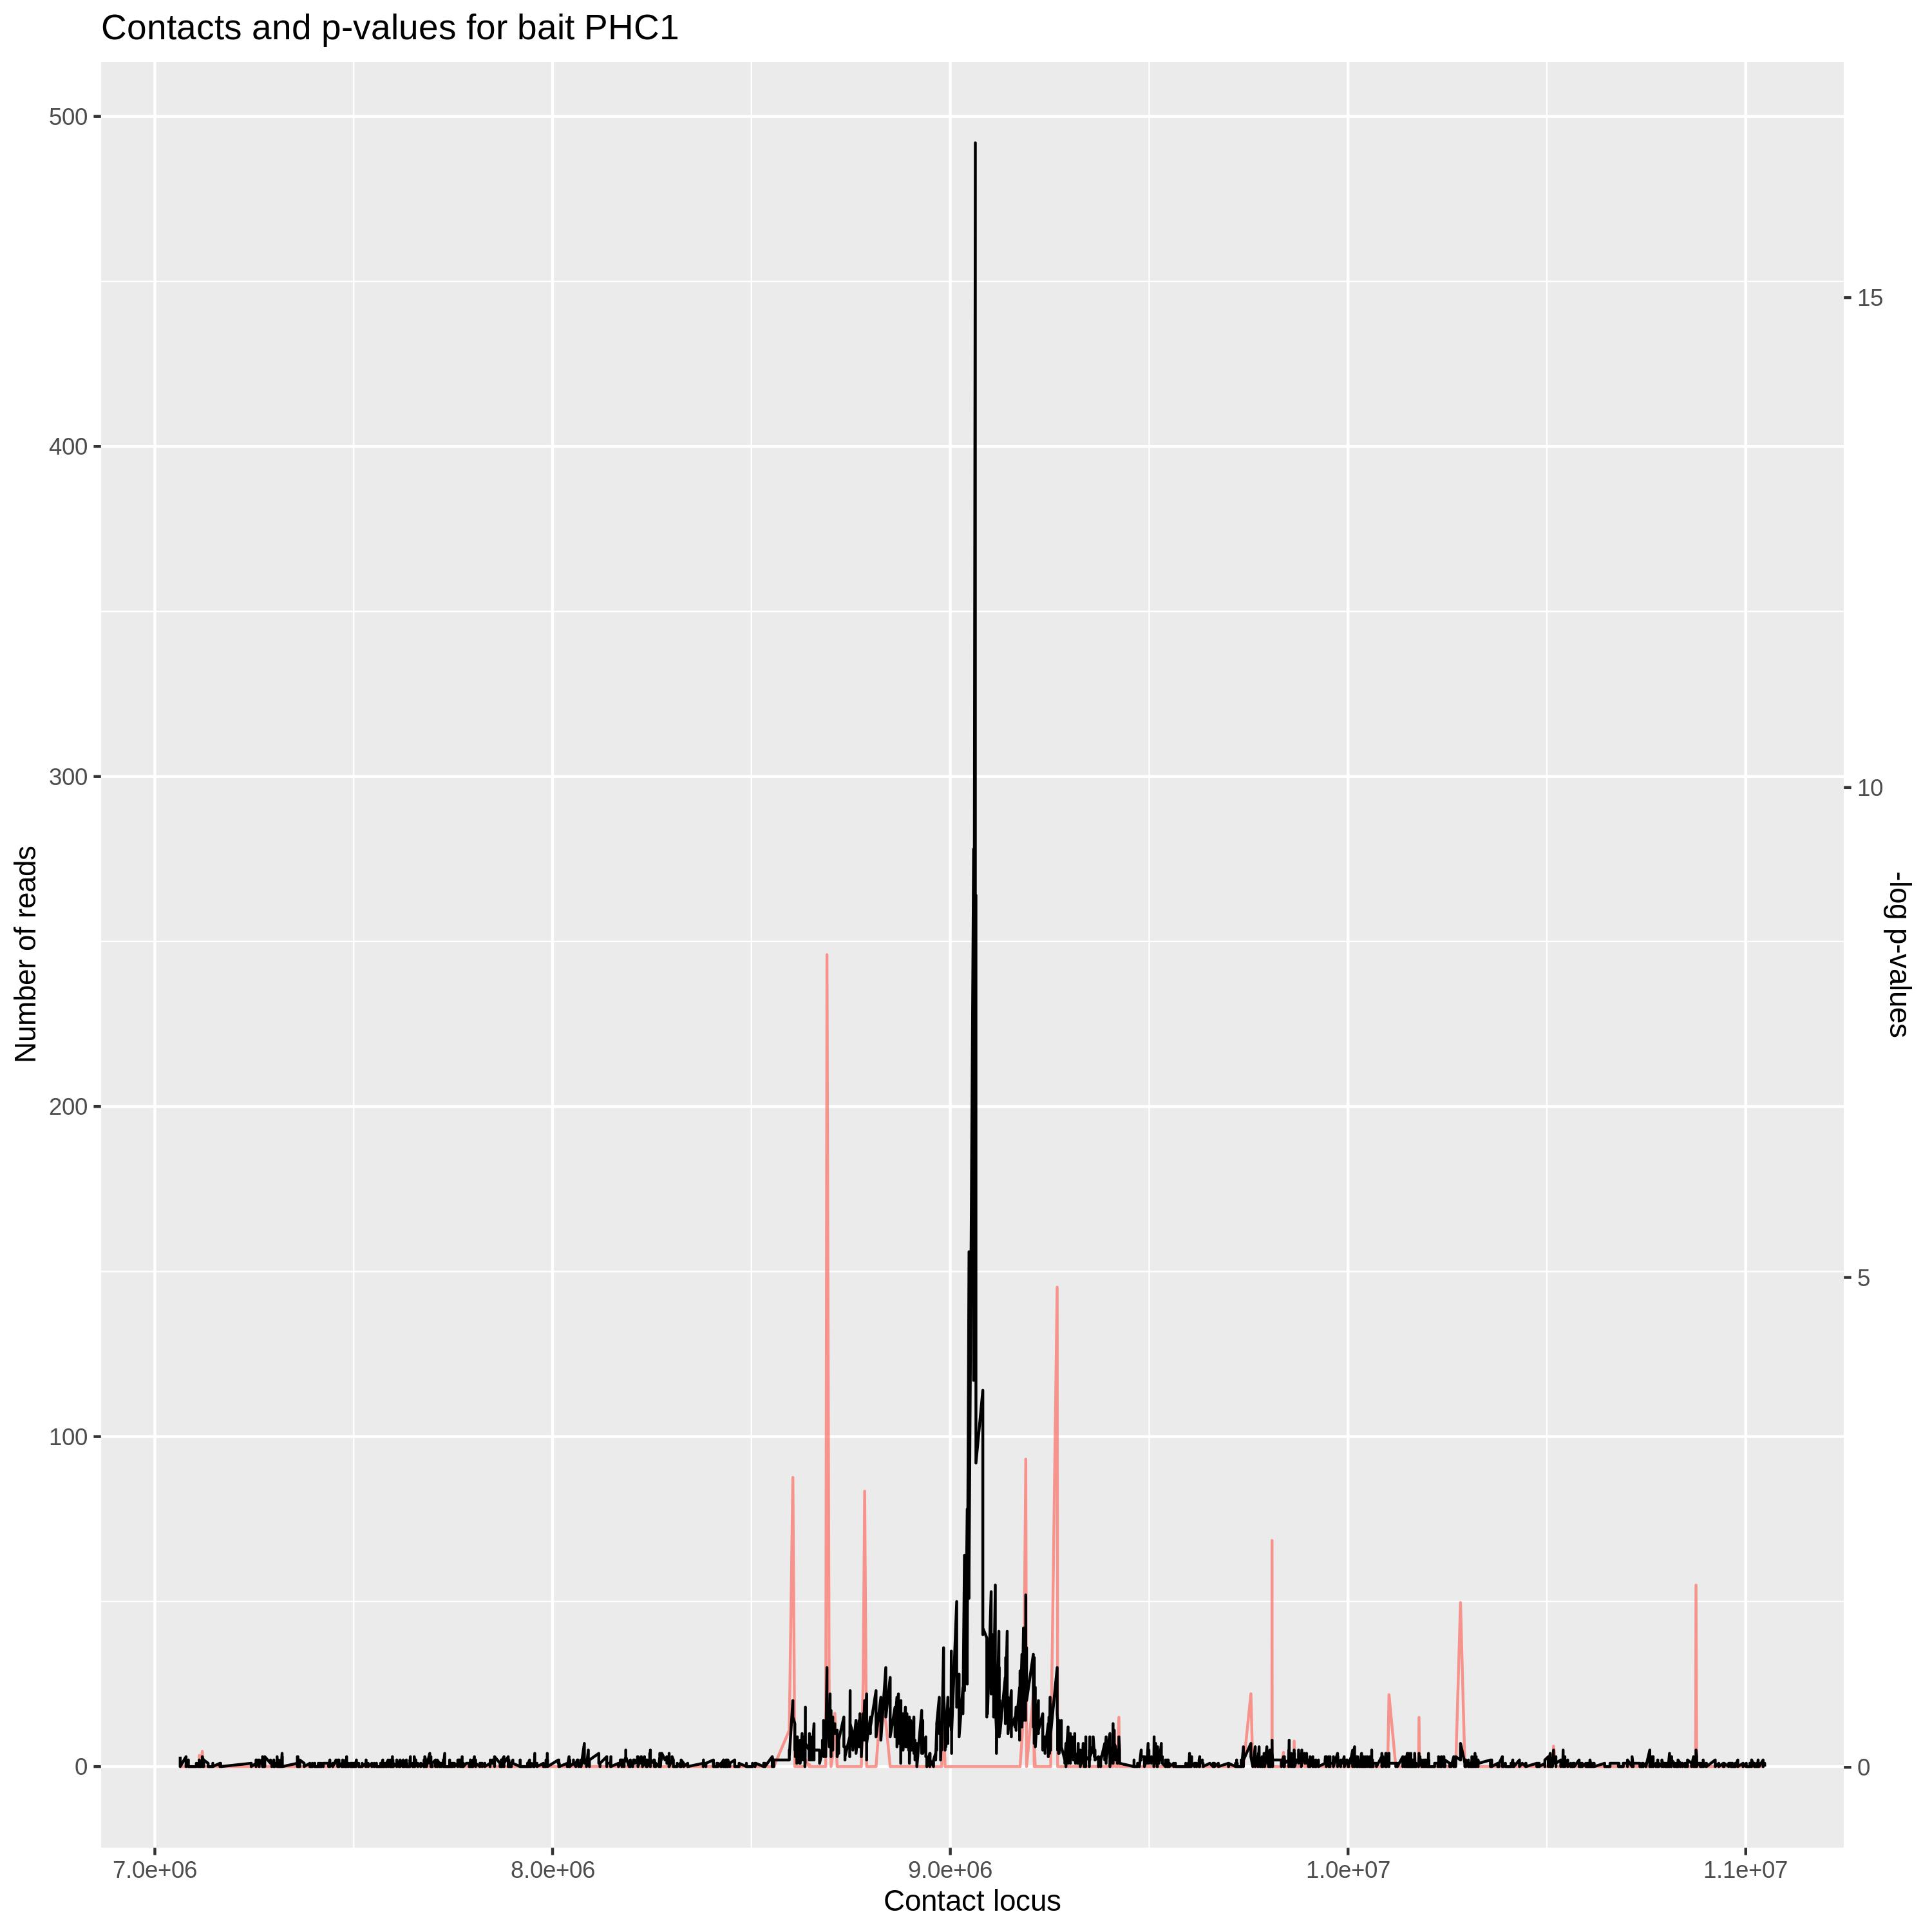 Contacts and p-values for bait PHC1
500
400
300
200
100
0
Number of reads
15
10
5
0
-log p-values
7.0e+06 8.0e+06 9.0e+06 1.0e+07 1.1e+07
Contact locus